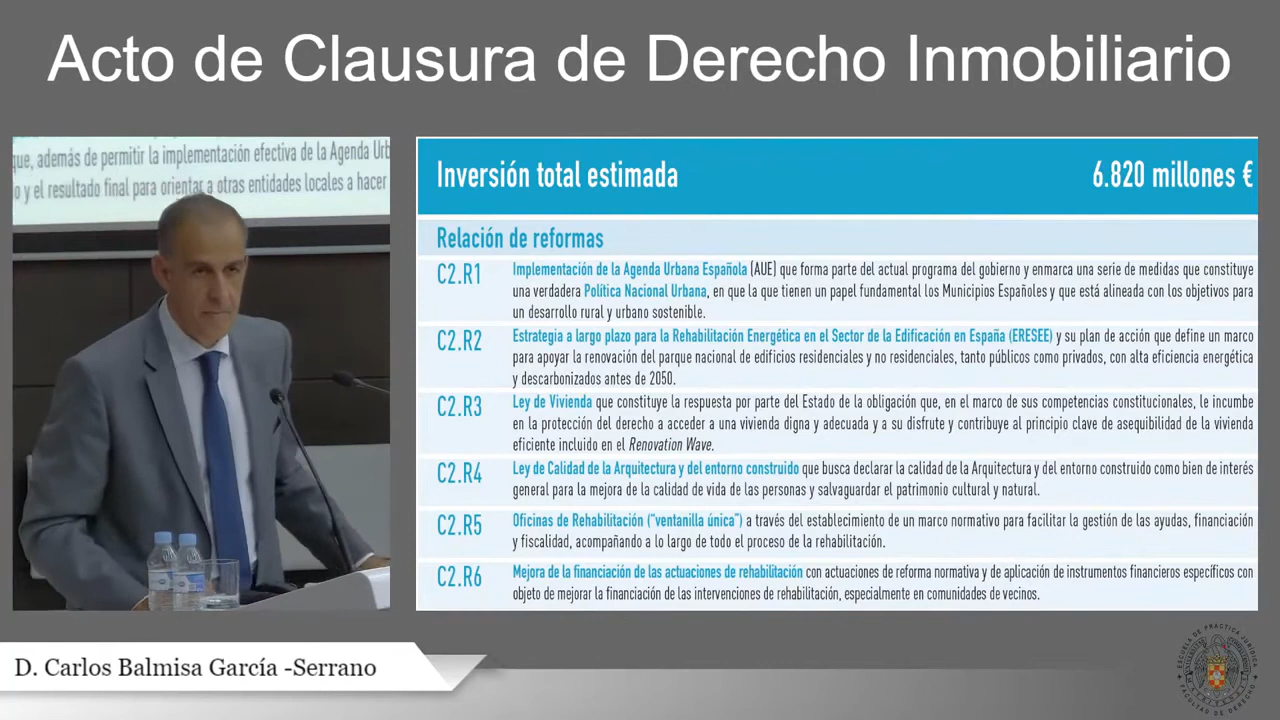 Acto de Clausura de Derecho Inmobiliario
que, además de permitir la implementación efectiva de la Agenda Urb
o y el resultado final para orientar a otras entidades locales a hacer
Inversión total estimada 6.820 millones €
Relación de reformas
C2.R1 Implementación de la Agenda Urbana Española (AUE) que forma parte del actual programa del gobierno y enmarca una serie de medidas que constituye
una verdadera Política Nacional Urbana, en que la que tienen un papel fundamental los Municipios Españoles y que está alineada con los objetivos para
un desarrollo rural y urbano sostenible.
C2.R2 Estrategia a largo plazo para la Rehabilitación Energética en el Sector de la Edificación en España (ERESEE) y su plan de acción que define un marco
para apoyar la renovación del parque nacional de edificios residenciales y no residenciales, tanto públicos como privados, con alta eficiencia energética
y descarbonizados antes de 2050.
C2.R3 Ley de Vivienda que constituye la respuesta por parte del Estado de la obligación que, en el marco de sus competencias constitucionales, le incumbe
en la protección del derecho a acceder a una vivienda digna y adecuada y a su disfrute y contribuye al principio clave de asequibilidad de la vivienda
eficiente incluido en el Renovation Wave.
C2.R4 Ley de Calidad de la Arquitectura y del entorno construido que busca declarar la calidad de la Arquitectura y del entorno construido como bien de interés
general para la mejora de la calidad de vida de las personas y salvaguardar el patrimonio cultural y natural.
C2.R5 Oficinas de Rehabilitación ("ventanilla única") a través del establecimiento de un marco normativo para facilitar la gestión de las ayudas, financiación
y fiscalidad, acompañando a lo largo de todo el proceso de la rehabilitación.
C2.R6 Mejora de la financiación de las actuaciones de rehabilitación con actuaciones de reforma normativa y de aplicación de instrumentos financieros específicos con
objeto de mejorar la financiación de las intervenciones de rehabilitación, especialmente en comunidades de vecinos.
D. Carlos Balmisa García -Serrano
ESCUELA DE PRACTICA JURIDICA
FACULTAD DE DERECHO